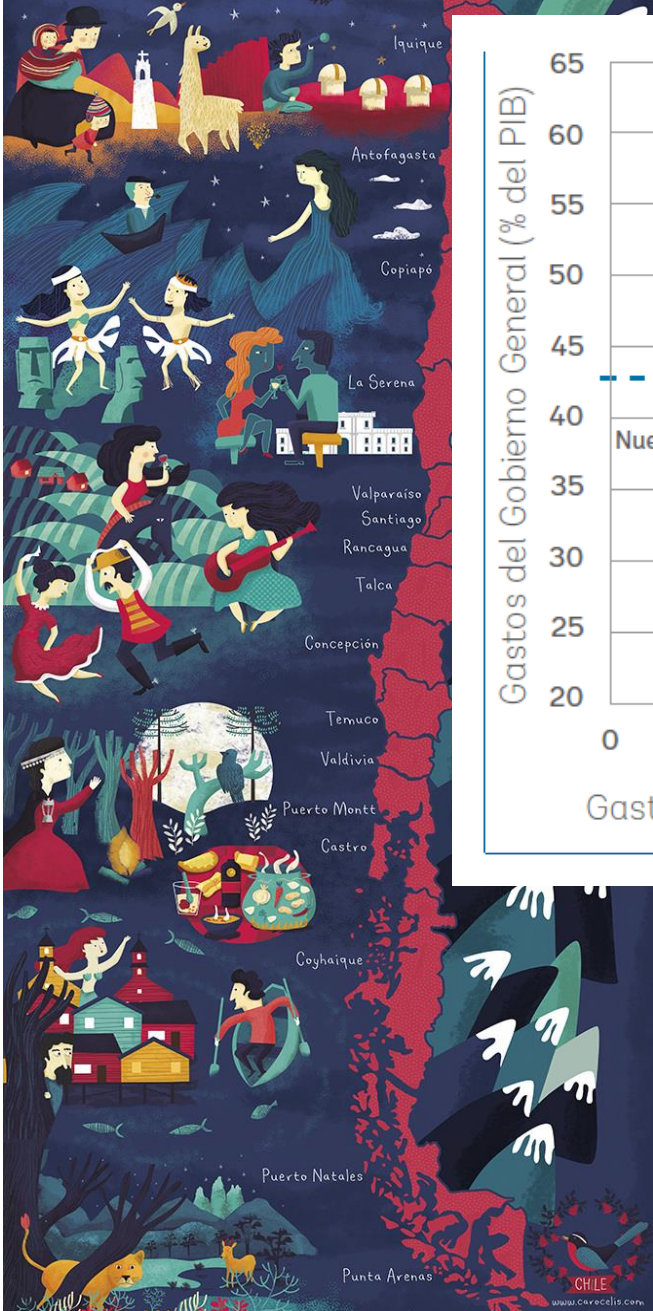 Iquique
Antofagasta
Copiapó
La Serena
Valparaíso
Santiago
Rancagua
Talca
Concepción
Temuco
Valdivia
Puerto Montt
Castro
Coyhaique
Puerto Natales
Punta Arenas
CHILE
www.carocelis.com
Gastos del Gobierno General (% del PIB)
65
60
55
50
45
40
35
30
25
20
0